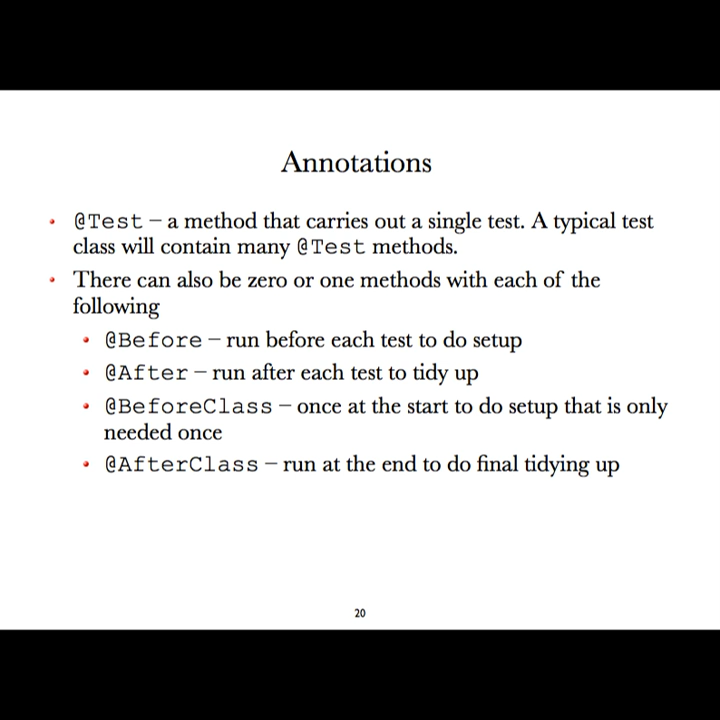 Annotations
• @Test – a method that carries out a single test. A typical test
class will contain many @Test methods.
• There can also be zero or one methods with each of the
following
• @Before – run before each test to do setup
• @After – run after each test to tidy up
• @BeforeClass – once at the start to do setup that is only
needed once
• @AfterClass – run at the end to do final tidying up
20